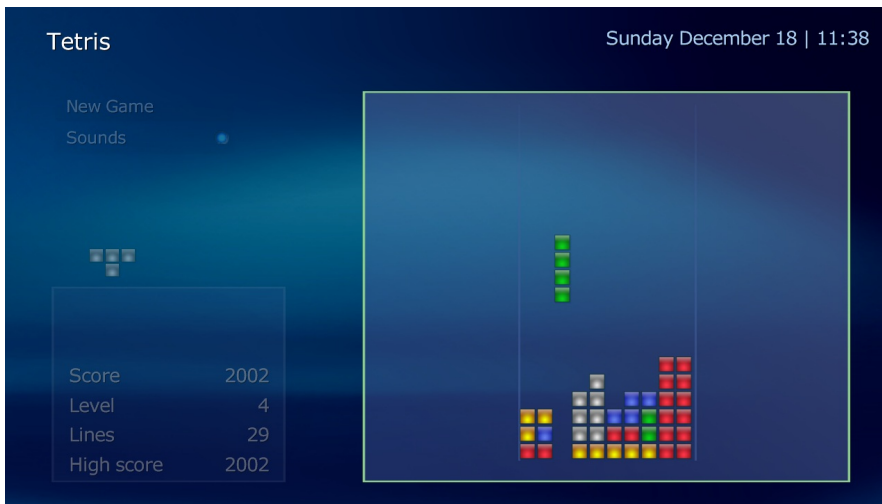 Tetris
Sunday December 18 | 11:38
New Game
Sounds
Score 2002
Level 4
Lines 29
High score 2002